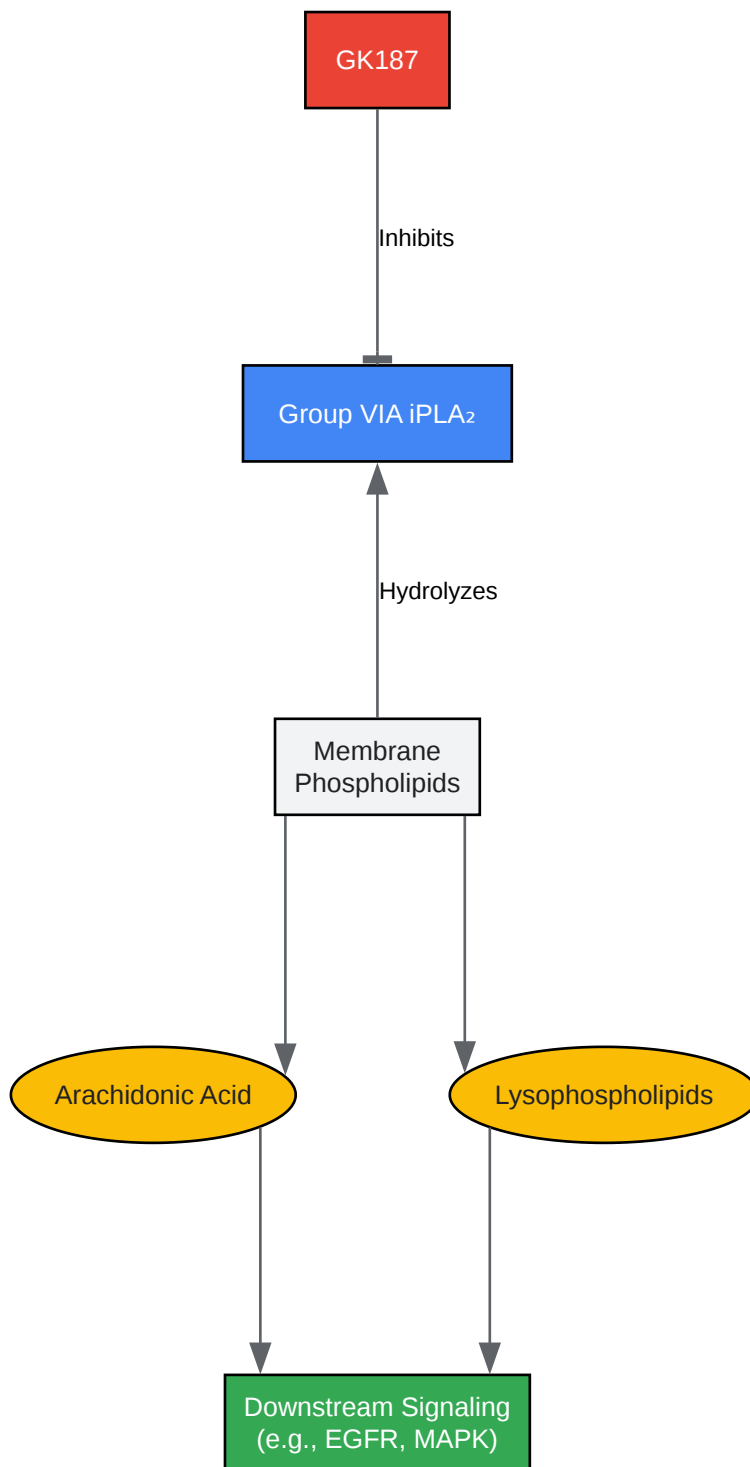 GK187
Inhibits
Group VIA iPLA₂
Hydrolyzes
Membrane
Phospholipids
Arachidonic Acid
Lysophospholipids
Downstream Signaling
(e.g., EGFR, MAPK)